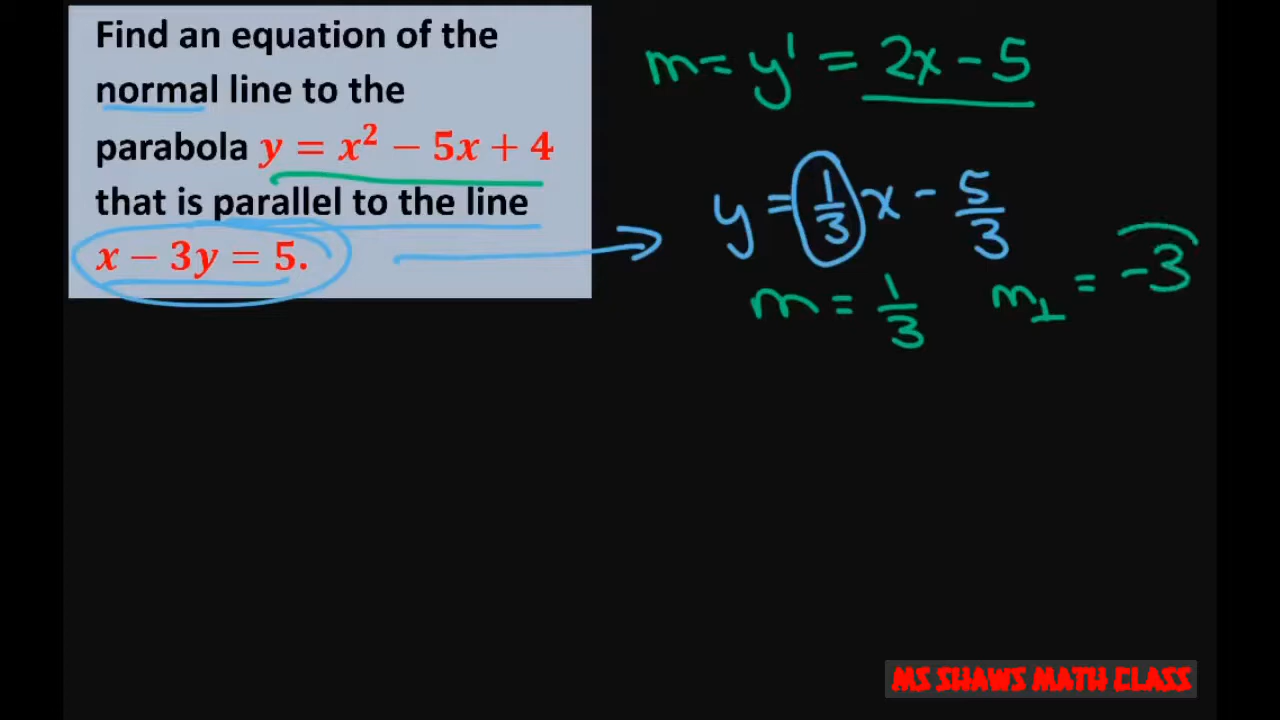 Find an equation of the
normal line to the
parabola y = x² − 5x + 4
that is parallel to the line
x − 3y = 5.
m = y' = 2x - 5
y = 1/3 x - 5/3
m = 1/3 m⊥ = -3
MS SHAWS MATH CLASS